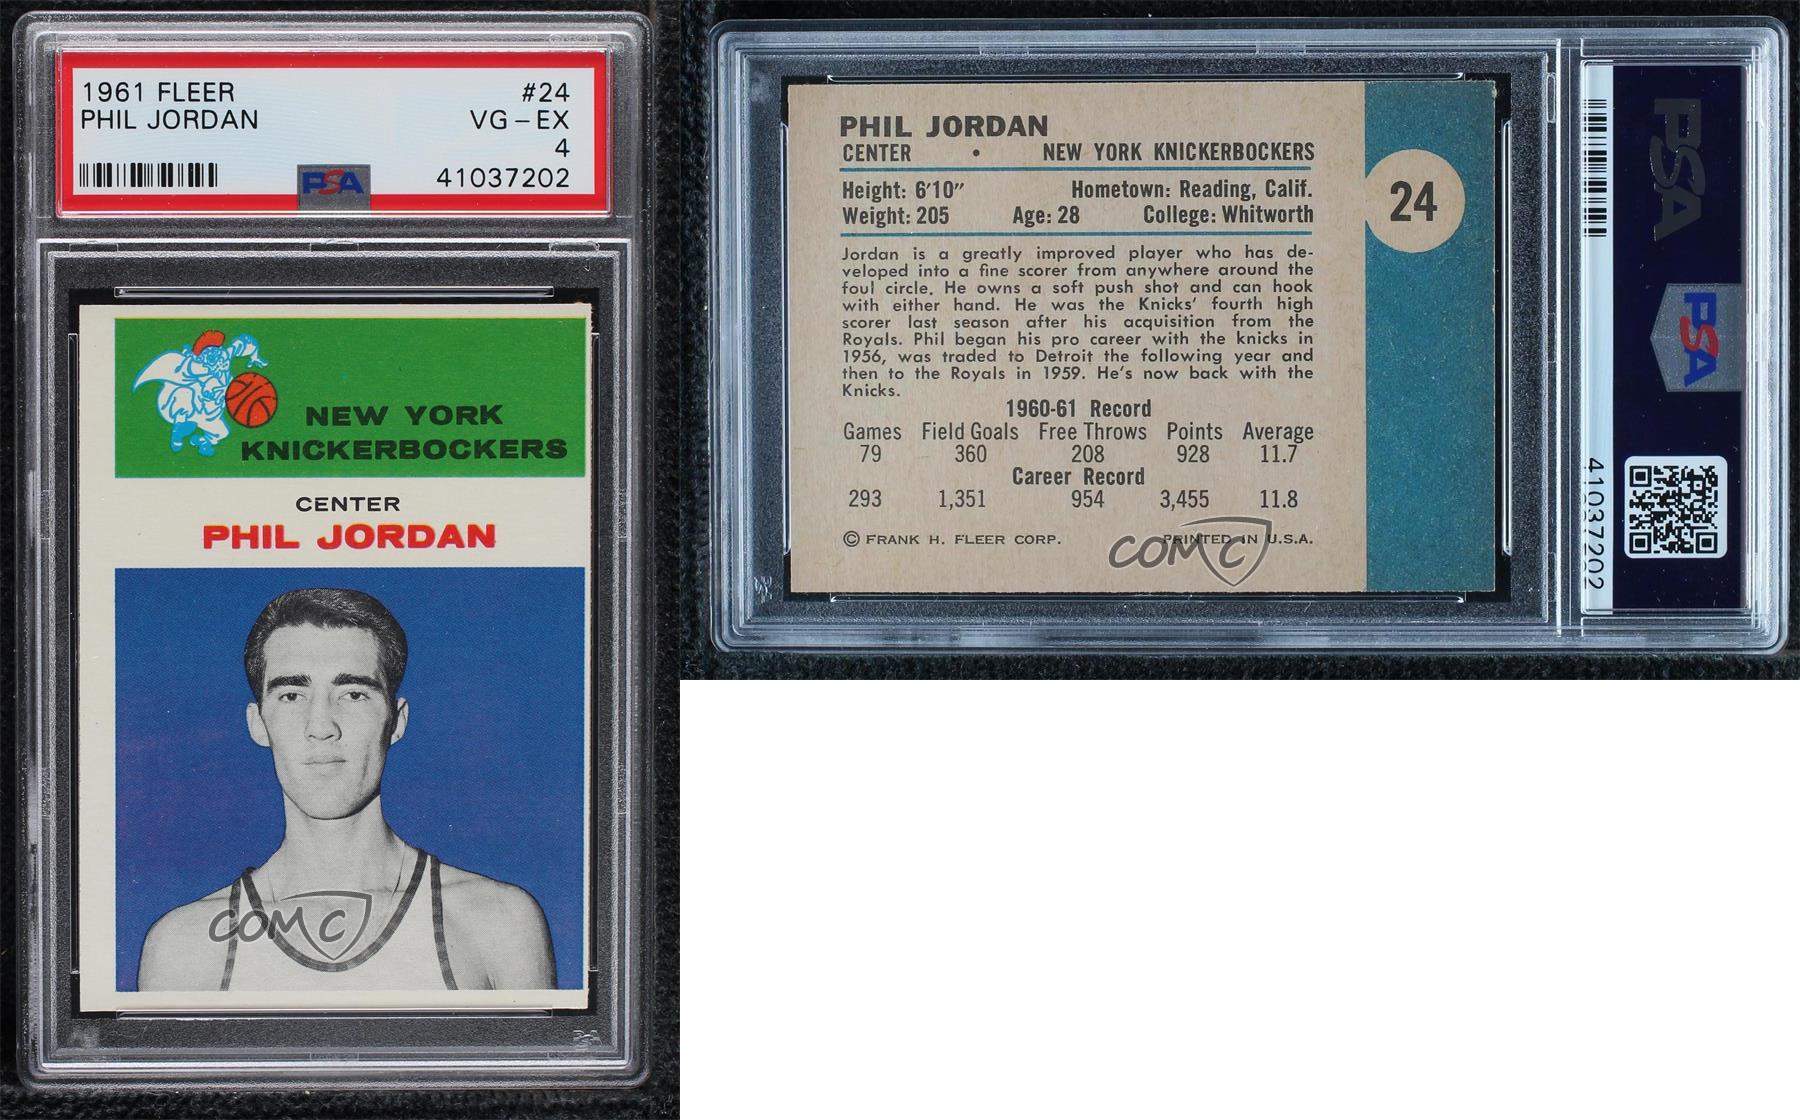 1961 FLEER #24
PHIL JORDAN VG-EX
4
PSA 41037202
NEW YORK
KNICKERBOCKERS
CENTER
PHIL JORDAN
COMC
PHIL JORDAN
CENTER • NEW YORK KNICKERBOCKERS
Height: 6'10" Hometown: Reading, Calif.
Weight: 205 Age: 28 College: Whitworth
24
Jordan is a greatly improved player who has de-
veloped into a fine scorer from anywhere around the
foul circle. He owns a soft push shot and can hook
with either hand. He was the Knicks' fourth high
scorer last season after his acquisition from the
Royals. Phil began his pro career with the knicks in
1956, was traded to Detroit the following year and
then to the Royals in 1959. He's now back with the
Knicks.
1960-61 Record
Games Field Goals Free Throws Points Average
79 360 208 928 11.7
Career Record
293 1,351 954 3,455 11.8
© FRANK H. FLEER CORP. PRINTED IN U.S.A.
COMC
PSA
PSA
41037202